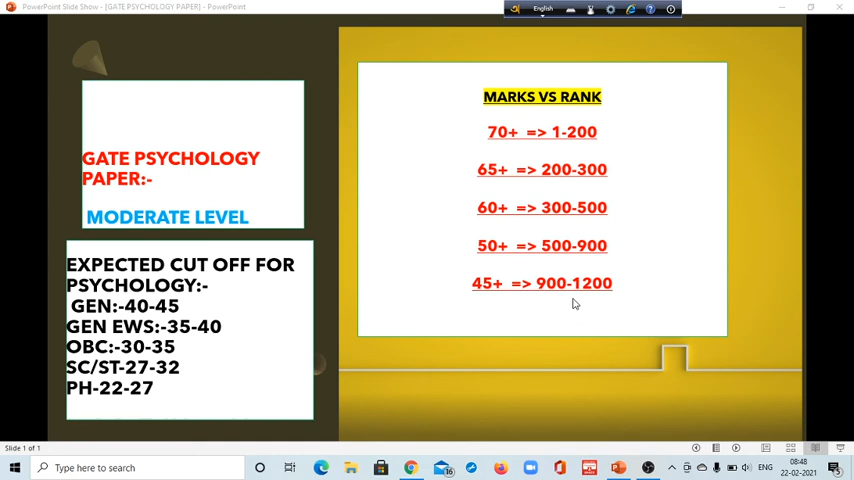 PowerPoint Slide Show - [GATE PSYCHOLOGY PAPER] - PowerPoint
English
GATE PSYCHOLOGY
PAPER:-
MODERATE LEVEL
EXPECTED CUT OFF FOR
PSYCHOLOGY:-
GEN:-40-45
GEN EWS:-35-40
OBC:-30-35
SC/ST-27-32
PH-22-27
MARKS VS RANK
70+ => 1-200
65+ => 200-300
60+ => 300-500
50+ => 500-900
45+ => 900-1200
Slide 1 of 1
Type here to search
16
ENG
08:48
22-02-2021
5